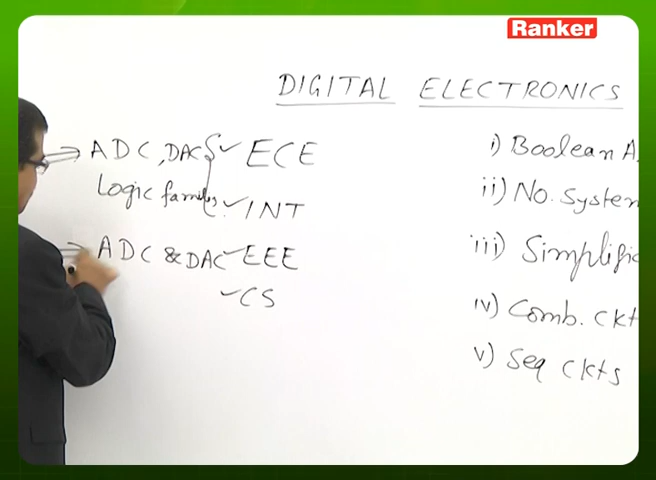 Ranker
DIGITAL ELECTRONICS
⇒ ADC, DAC } ✓ ECE
Logic families ✓ INT
⇒ ADC & DAC ✓ EEE
✓ CS
i) Boolean A.
ii) No. System
iii) Simplific
iv) Comb. Ckt
v) Seq Ckts